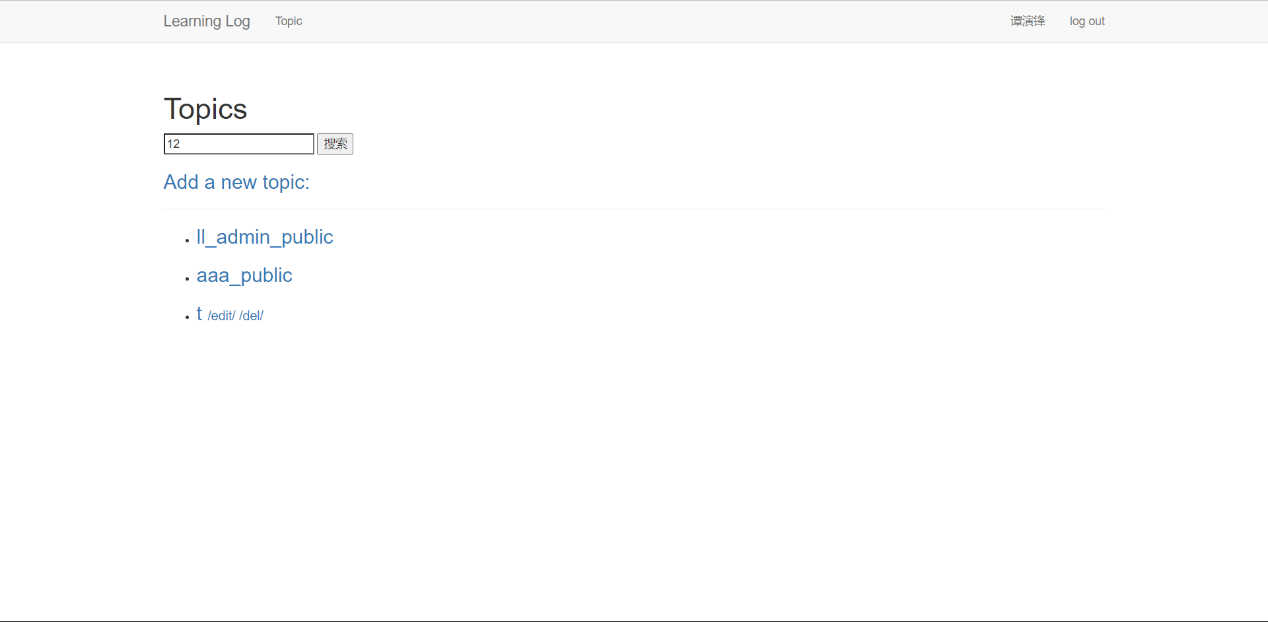 Learning Log Topic 谭演锋 log out
Topics
12 搜索
Add a new topic:
ll_admin_public
aaa_public
t /edit/ /del/